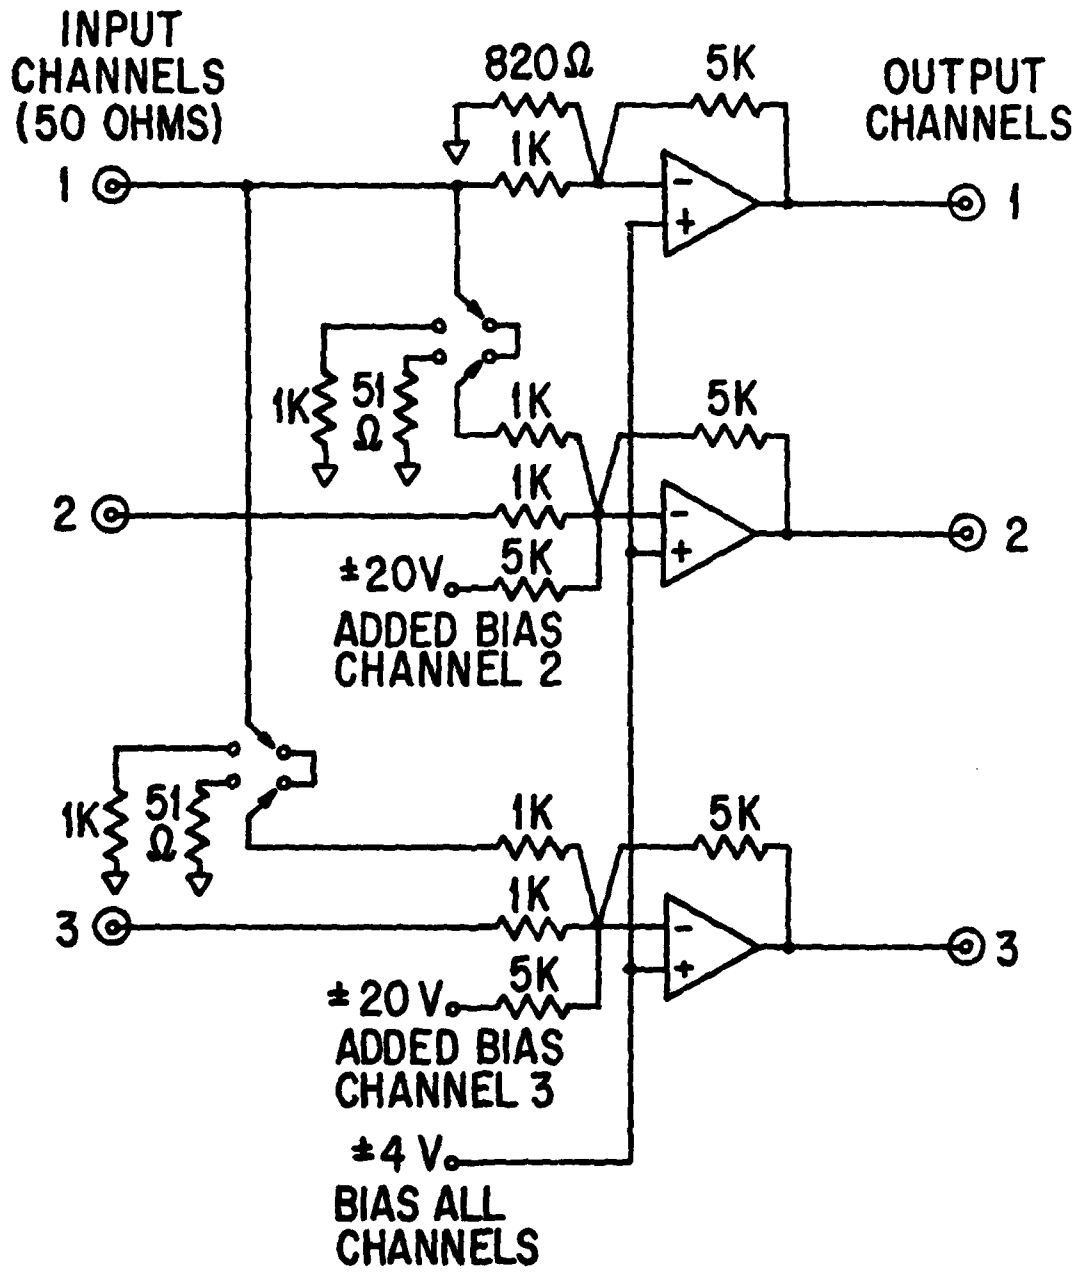 INPUT
CHANNELS
(50 OHMS)
820Ω
5K
OUTPUT
CHANNELS
1
1K
−
+
1
1K
51
Ω
1K
5K
2
1K
−
+
2
±20V
5K
ADDED BIAS
CHANNEL 2
1K
51
Ω
1K
5K
3
1K
−
+
3
±20 V
5K
ADDED BIAS
CHANNEL 3
±4 V
BIAS ALL
CHANNELS